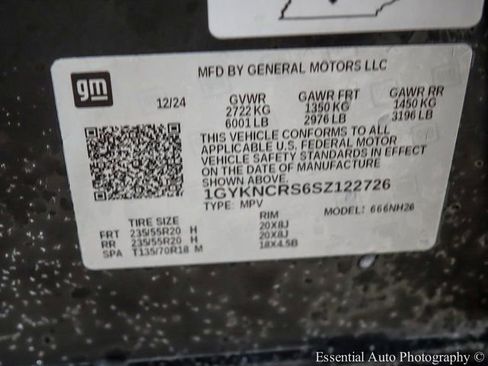 gm
MFD BY GENERAL MOTORS LLC
12/24 GVWR GAWR FRT GAWR RR
2722 KG 1350 KG 1450 KG
6001 LB 2976 LB 3196 LB
THIS VEHICLE CONFORMS TO ALL
APPLICABLE U.S. FEDERAL MOTOR
VEHICLE SAFETY STANDARDS IN EFFECT
ON THE DATE OF MANUFACTURE
SHOWN ABOVE.
1GYKNCRS6SZ122726
TYPE: MPV MODEL: 666NH26
TIRE SIZE RIM
FRT 235/55R20 H 20X8J
RR 235/55R20 H 20X8J
SPA T135/70R18 M 18X4.5B
Essential Auto Photography ©2026